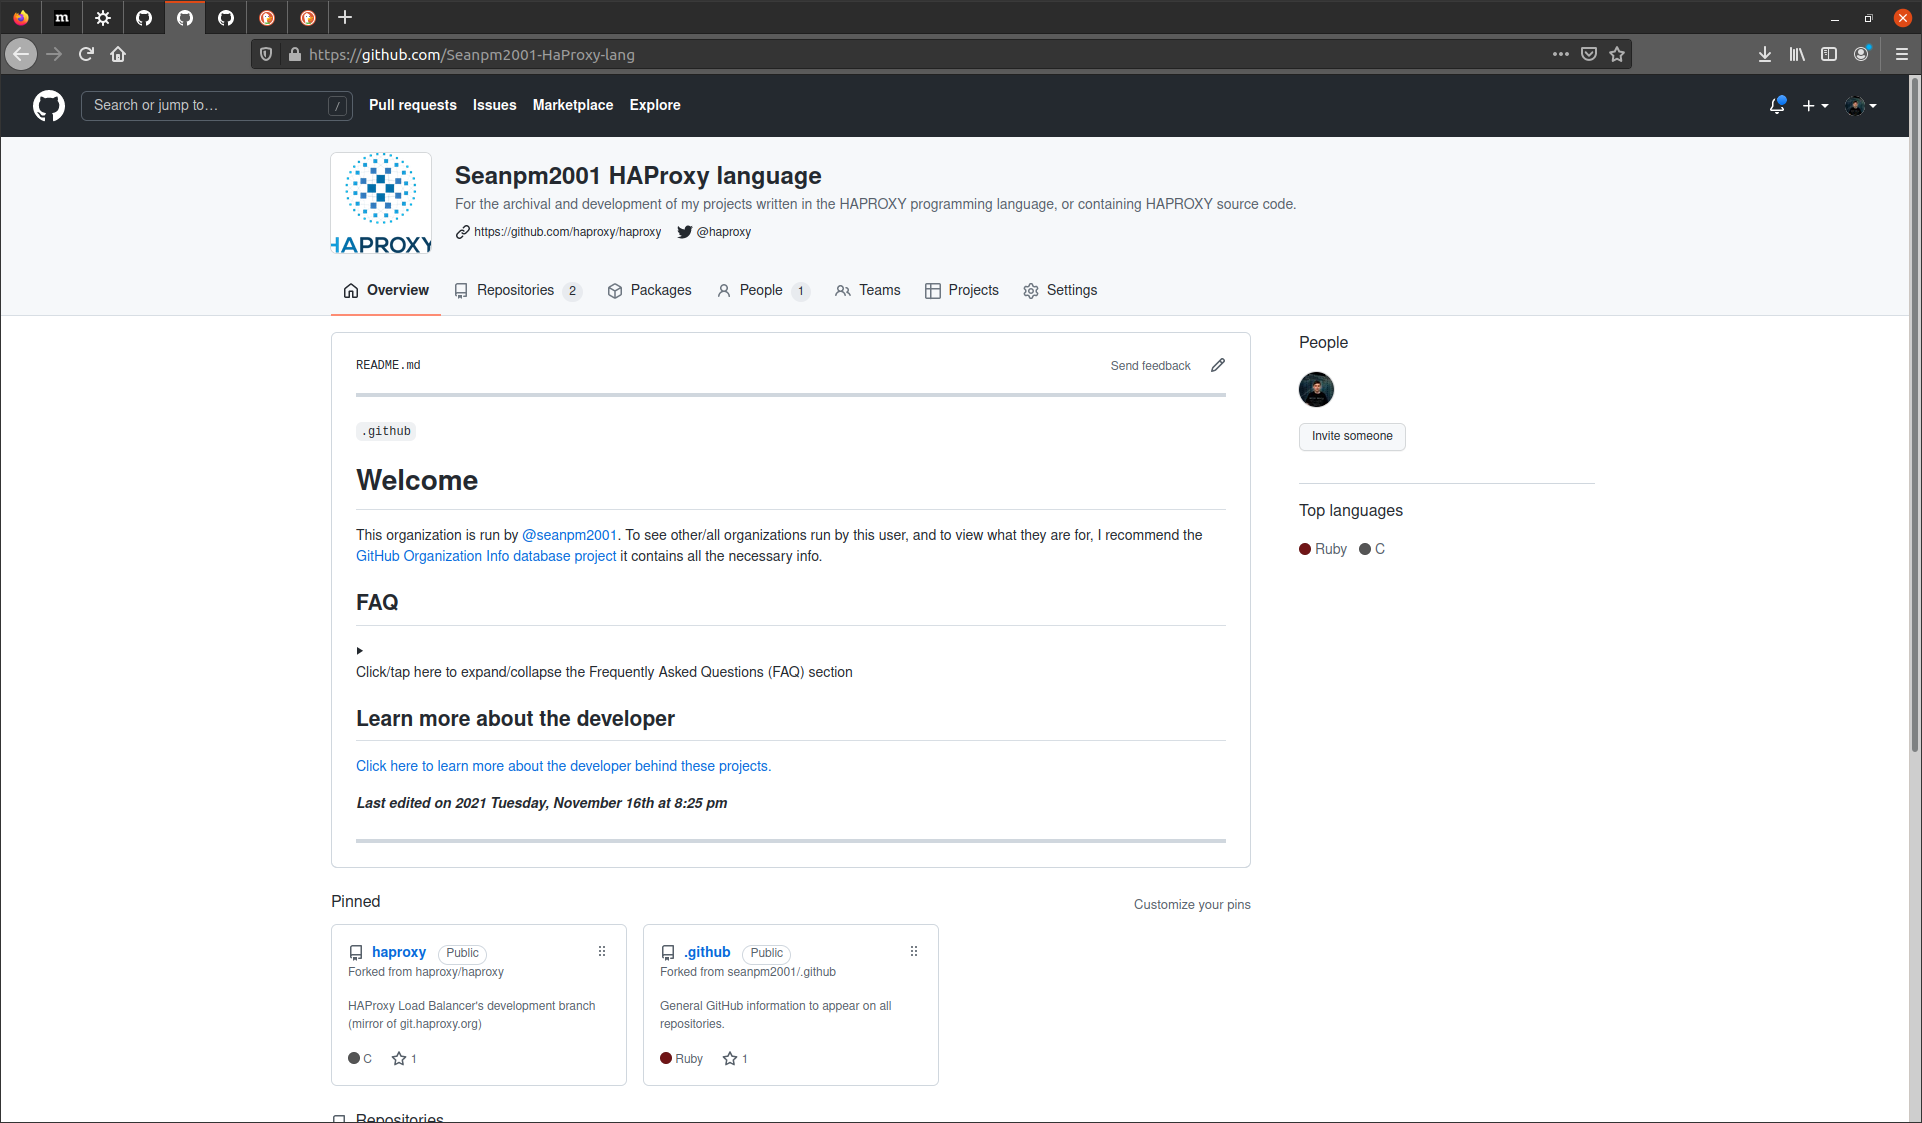 m
https://github.com/Seanpm2001-HaProxy-lang
Search or jump to… /
Pull requests Issues Marketplace Explore
HAPROXY
Seanpm2001 HAProxy language
For the archival and development of my projects written in the HAPROXY programming language, or containing HAPROXY source code.
https://github.com/haproxy/haproxy @haproxy
Overview Repositories 2 Packages People 1 Teams Projects Settings
README.md Send feedback
.github
Welcome
This organization is run by @seanpm2001. To see other/all organizations run by this user, and to view what they are for, I recommend the
GitHub Organization Info database project it contains all the necessary info.
FAQ
Click/tap here to expand/collapse the Frequently Asked Questions (FAQ) section
Learn more about the developer
Click here to learn more about the developer behind these projects.
Last edited on 2021 Tuesday, November 16th at 8:25 pm
People
Invite someone
Top languages
Ruby C
Pinned Customize your pins
haproxy Public
Forked from haproxy/haproxy
HAProxy Load Balancer's development branch
(mirror of git.haproxy.org)
C 1
.github Public
Forked from seanpm2001/.github
General GitHub information to appear on all
repositories.
Ruby 1
Repositories